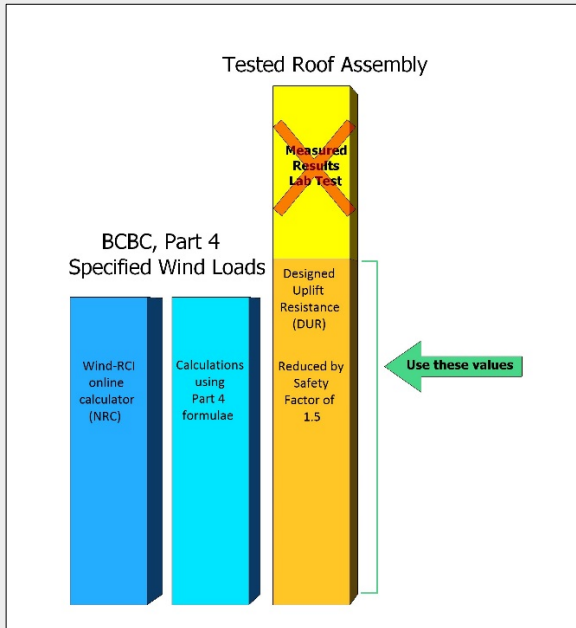 Tested Roof Assembly
Measured
Results
Lab Test
BCBC, Part 4
Specified Wind Loads
Wind-RCI
online
calculator
(NRC)
Calculations
using
Part 4
formulae
Designed
Uplift
Resistance
(DUR)
Reduced by
Safety
Factor of
1.5
Use these values